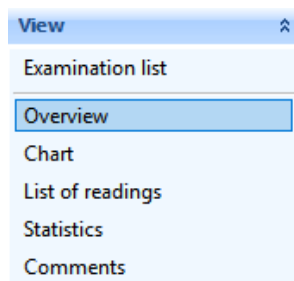 View
Examination list
Overview
Chart
List of readings
Statistics
Comments